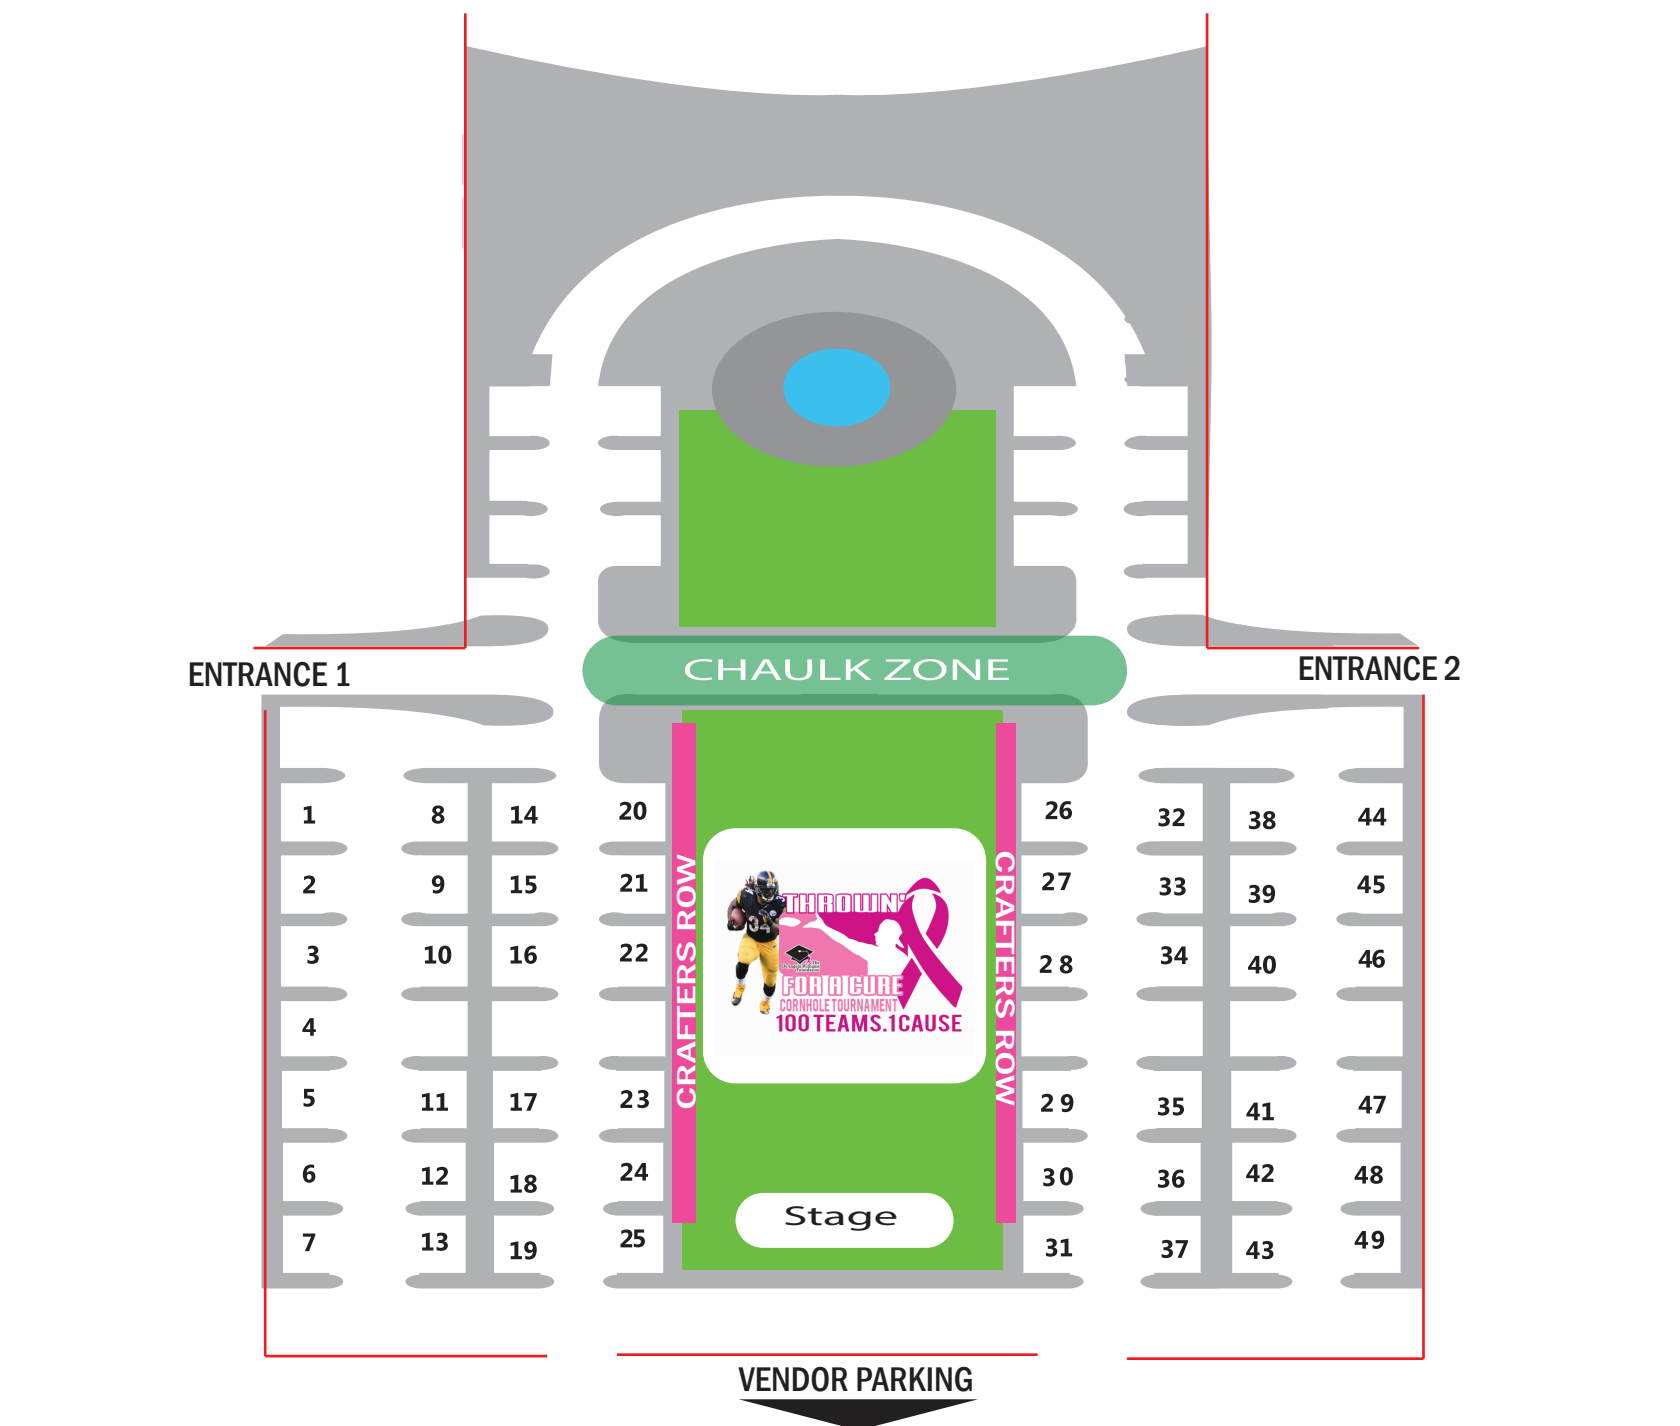 CHAULK ZONE
ENTRANCE 1
ENTRANCE 2
1 8 14 20 26 32 38 44
2 9 15 21 27 33 39 45
3 10 16 22 28 34 40 46
4
5 11 17 23 29 35 41 47
6 12 18 24 30 36 42 48
7 13 19 25 31 37 43 49
CRAFTERS ROW
CRAFTERS ROW
THROWN'
34
FOR A CURE
CORNHOLE TOURNAMENT
100 TEAMS.1 CAUSE
Stage
VENDOR PARKING